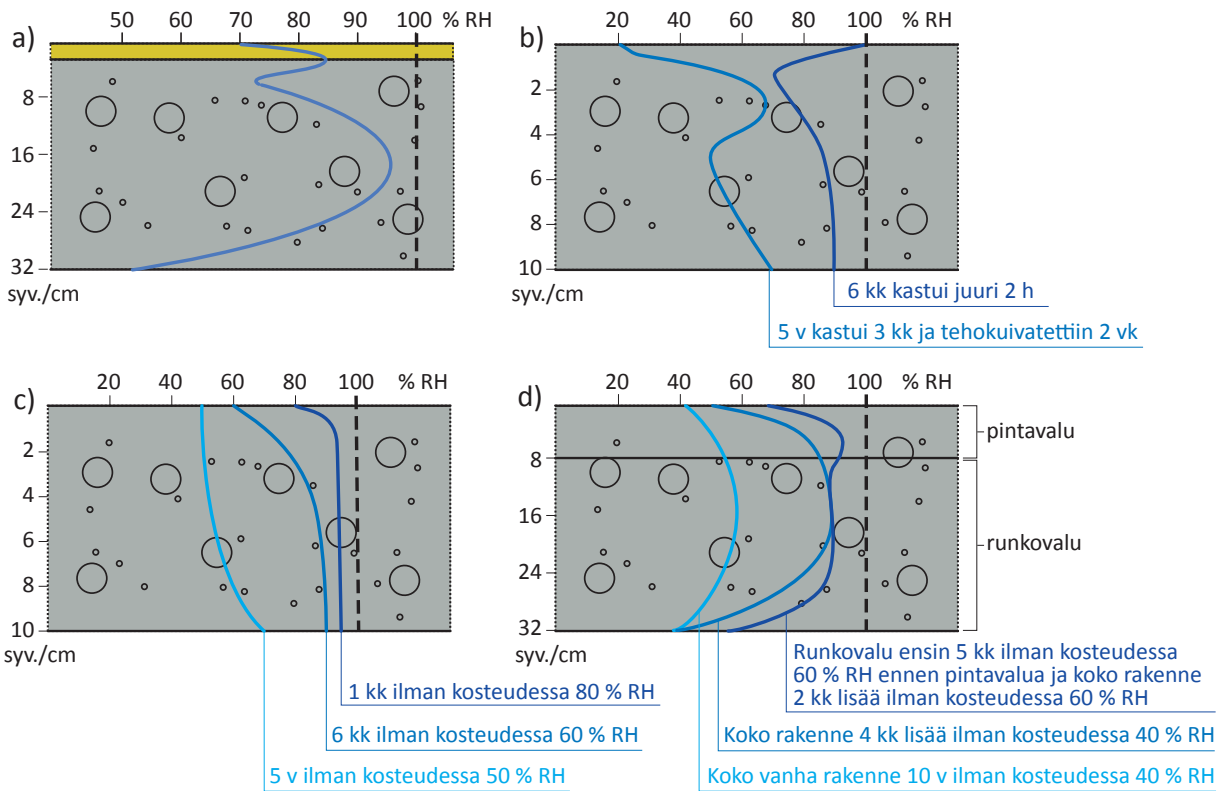 a)
50 60 70 80 90 100 % RH
8
16
24
32
syv./cm
b)
20 40 60 80 100 % RH
2
4
6
8
10
6 kk kastui juuri 2 h
5 v kastui 3 kk ja tehokuivatettiin 2 vk
c)
20 40 60 80 100 % RH
2
4
6
8
10
syv./cm
1 kk ilman kosteudessa 80 % RH
6 kk ilman kosteudessa 60 % RH
5 v ilman kosteudessa 50 % RH
d)
20 40 60 80 100 % RH
8
16
24
32
pintavalu
runkovalu
Runkovalu ensin 5 kk ilman kosteudessa
60 % RH ennen pintavalua ja koko rakenne
2 kk lisää ilman kosteudessa 60 % RH
Koko rakenne 4 kk lisää ilman kosteudessa 40 % RH
Koko vanha rakenne 10 v ilman kosteudessa 40 % RH